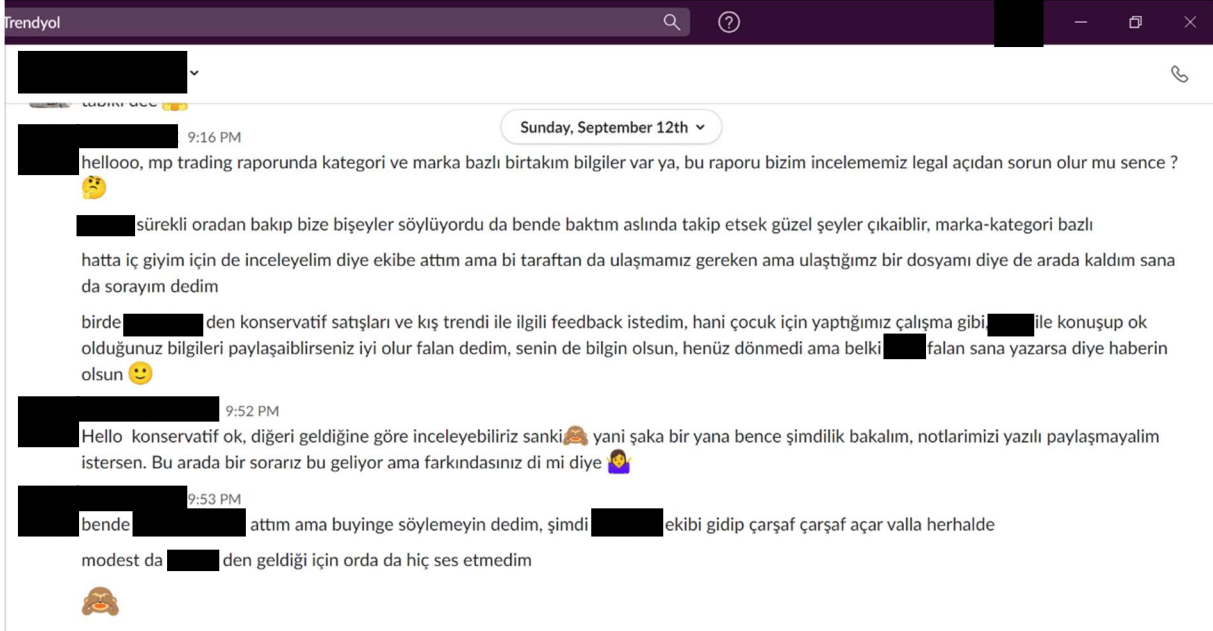 Trendyol
Sunday, September 12th
9:16 PM
hellooo, mp trading raporunda kategori ve marka bazlı birtakım bilgiler var ya, bu raporu bizim incelememiz legal açıdan sorun olur mu sence ?
sürekli oradan bakıp bize bişeyler söylüyordu da bende baktım aslında takip etsek güzel şeyler çıkaiblir, marka-kategori bazlı
hatta iç giyim için de inceleyelim diye ekibe attım ama bi taraftan da ulaşmamız gereken ama ulaştığımz bir dosyamı diye de arada kaldım sana
da sorayım dedim
birde den konservatif satışları ve kış trendi ile ilgili feedback istedim, hani çocuk için yaptığımız çalışma gibi, ile konuşup ok
olduğunuz bilgileri paylaşaiblirseniz iyi olur falan dedim, senin de bilgin olsun, henüz dönmedi ama belki falan sana yazarsa diye haberin
olsun 🙂
9:52 PM
Hello konservatif ok, diğeri geldiğine göre inceleyebiliriz sanki🙈 yani şaka bir yana bence şimdilik bakalım, notlarimizi yazılı paylaşmayalim
istersen. Bu arada bir sorarız bu geliyor ama farkındasınız di mi diye 🤷‍♀️
9:53 PM
bende attım ama buyinge söylemeyin dedim, şimdi ekibi gidip çarşaf çarşaf açar valla herhalde
modest da den geldiği için orda da hiç ses etmedim